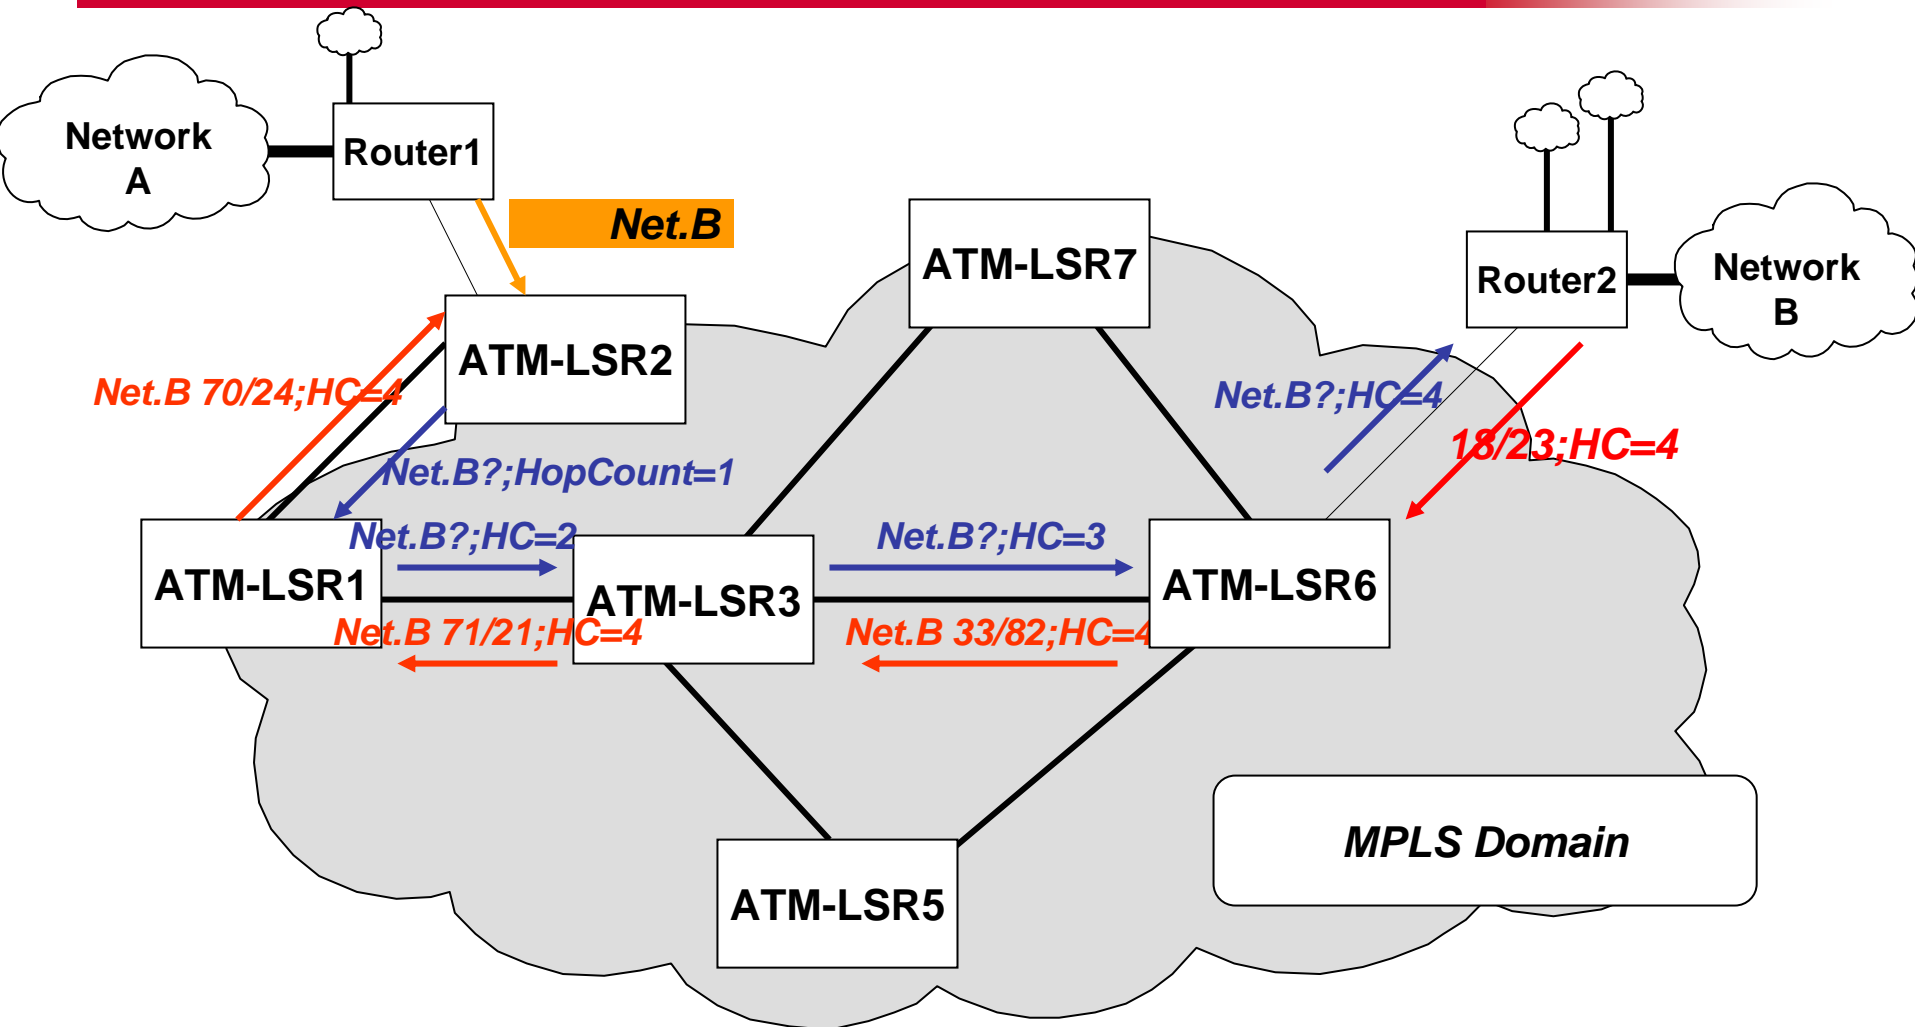 Network
A
Router1
Net.B
ATM-LSR7
Router2
Network
B
ATM-LSR2
Net.B 70/24;HC=4
Net.B?;HC=4
18/23;HC=4
Net.B?;HopCount=1
Net.B?;HC=2
Net.B?;HC=3
ATM-LSR1
ATM-LSR3
ATM-LSR6
Net.B 71/21;HC=4
Net.B 33/82;HC=4
MPLS Domain
ATM-LSR5